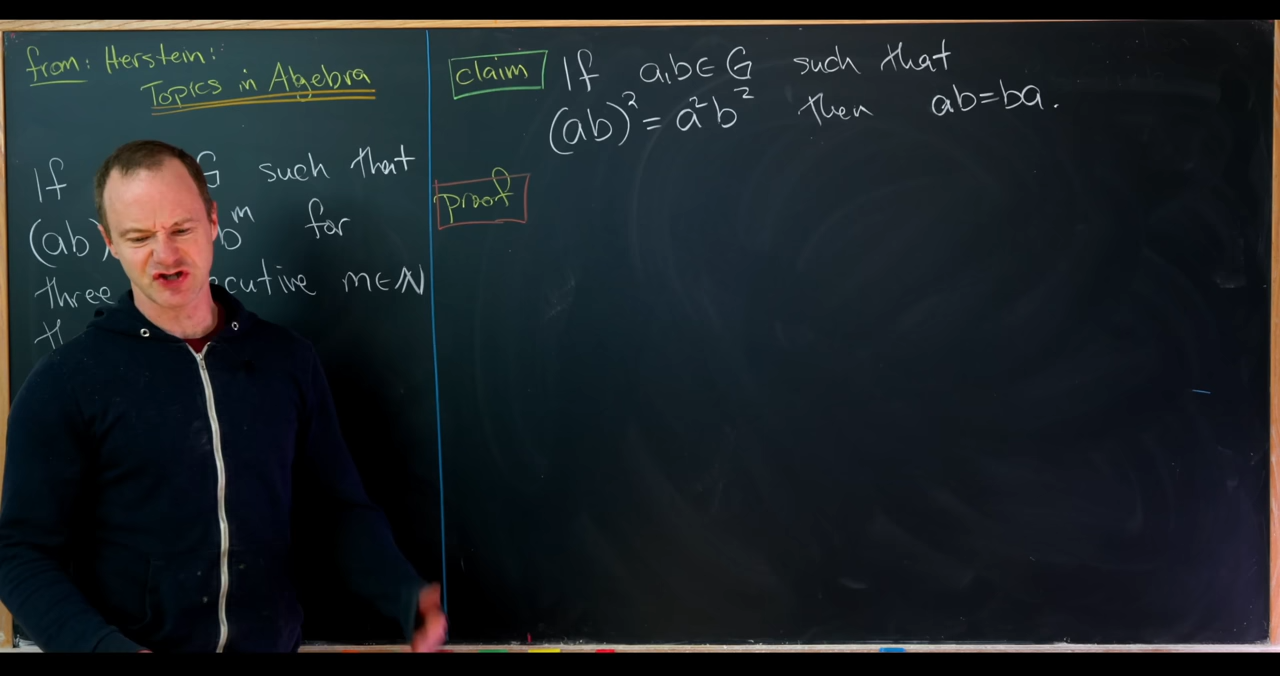 from: Herstein:
Topics in Algebra
If G such that
(ab) b^m for
three cutive m∈ℕ
claim If a,b∈G such that
(ab)^2 = a^2 b^2 then ab=ba.
proof